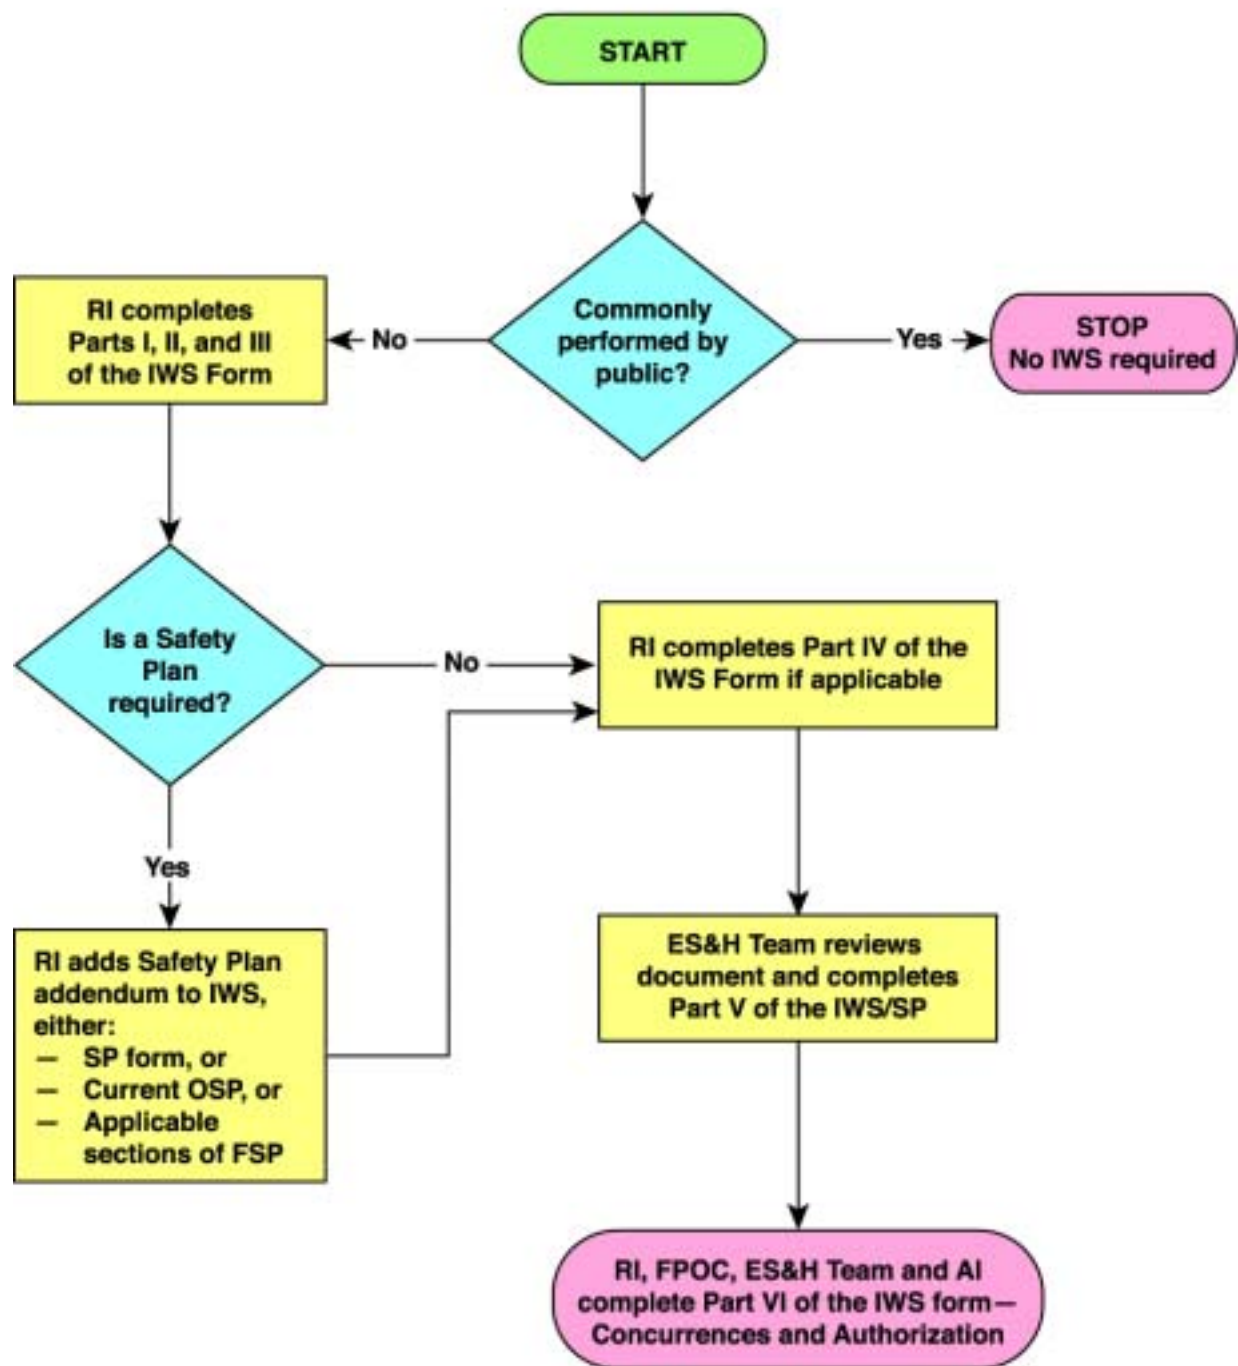 START
Commonly
performed by
public?
No
Yes
RI completes
Parts I, II, and III
of the IWS Form
STOP
No IWS required
Is a Safety
Plan
required?
No
Yes
RI completes Part IV of the
IWS Form if applicable
RI adds Safety Plan
addendum to IWS,
either:
— SP form, or
— Current OSP, or
— Applicable
sections of FSP
ES&H Team reviews
document and completes
Part V of the IWS/SP
RI, FPOC, ES&H Team and AI
complete Part VI of the IWS form—
Concurrences and Authorization